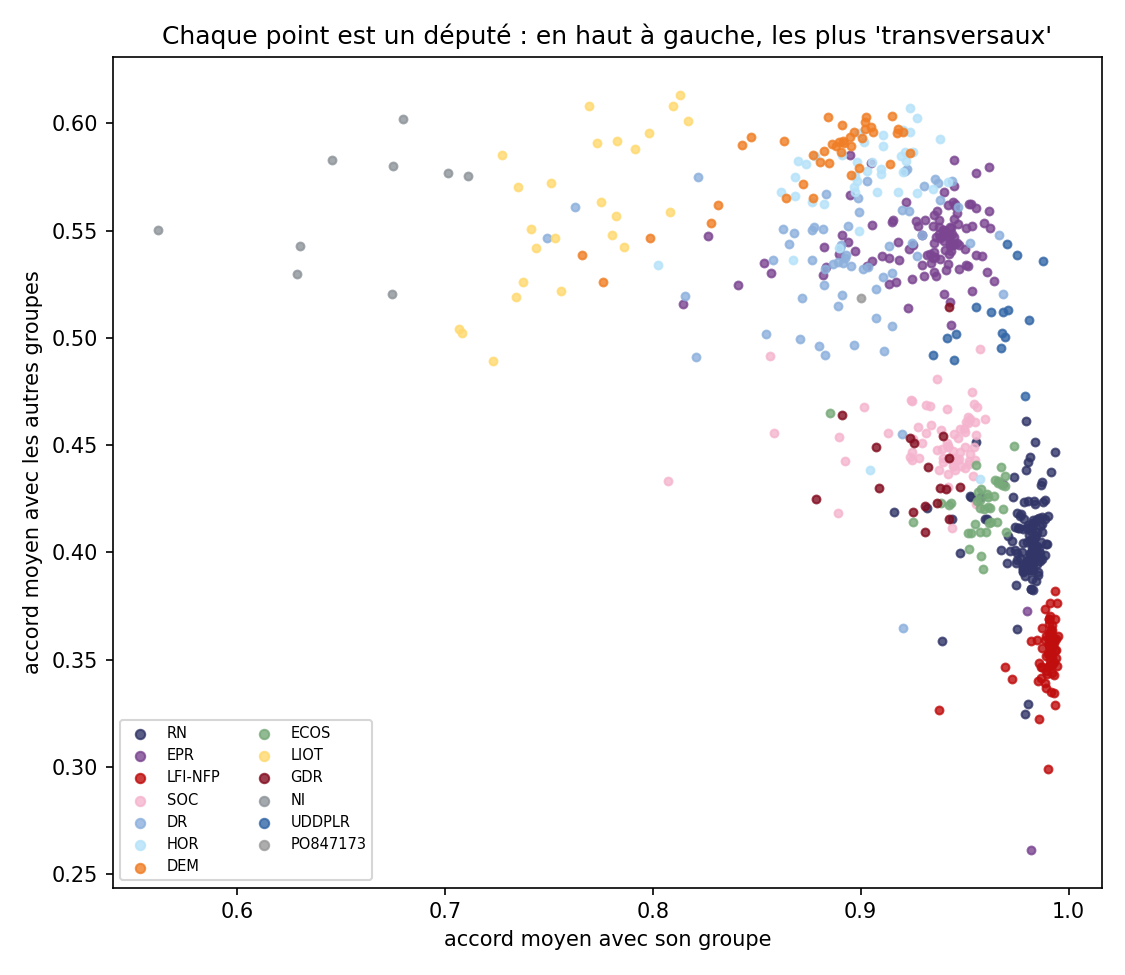 Chaque point est un député : en haut à gauche, les plus 'transversaux'
accord moyen avec les autres groupes
0.60
0.55
0.50
0.45
0.40
0.35
0.30
0.25
RN
EPR
LFI-NFP
SOC
DR
HOR
DEM
ECOS
LIOT
GDR
NI
UDDPLR
PO847173
0.6 0.7 0.8 0.9 1.0
accord moyen avec son groupe